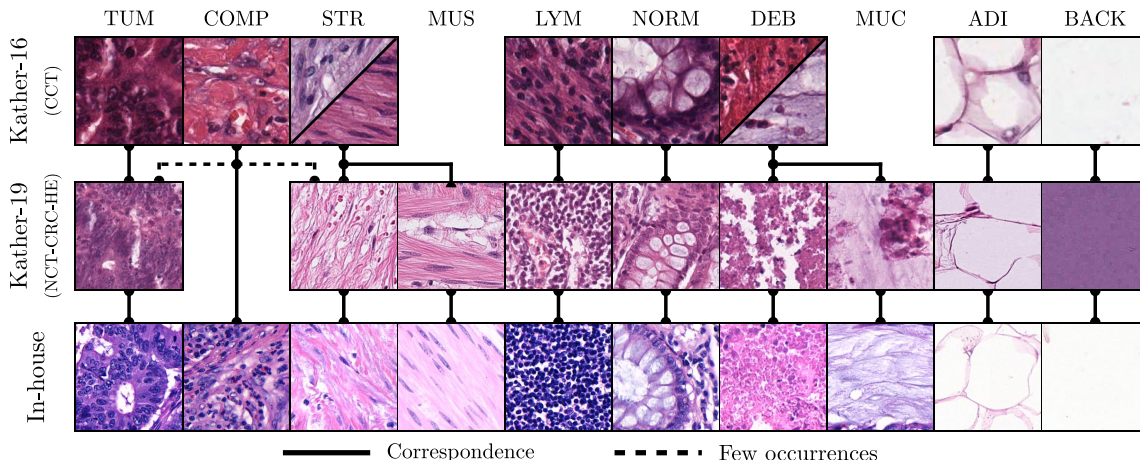 TUM COMP STR MUS LYM NORM DEB MUC ADI BACK
Kather-16
(CCT)
Kather-19
(NCT-CRC-HE)
In-house
Correspondence Few occurrences